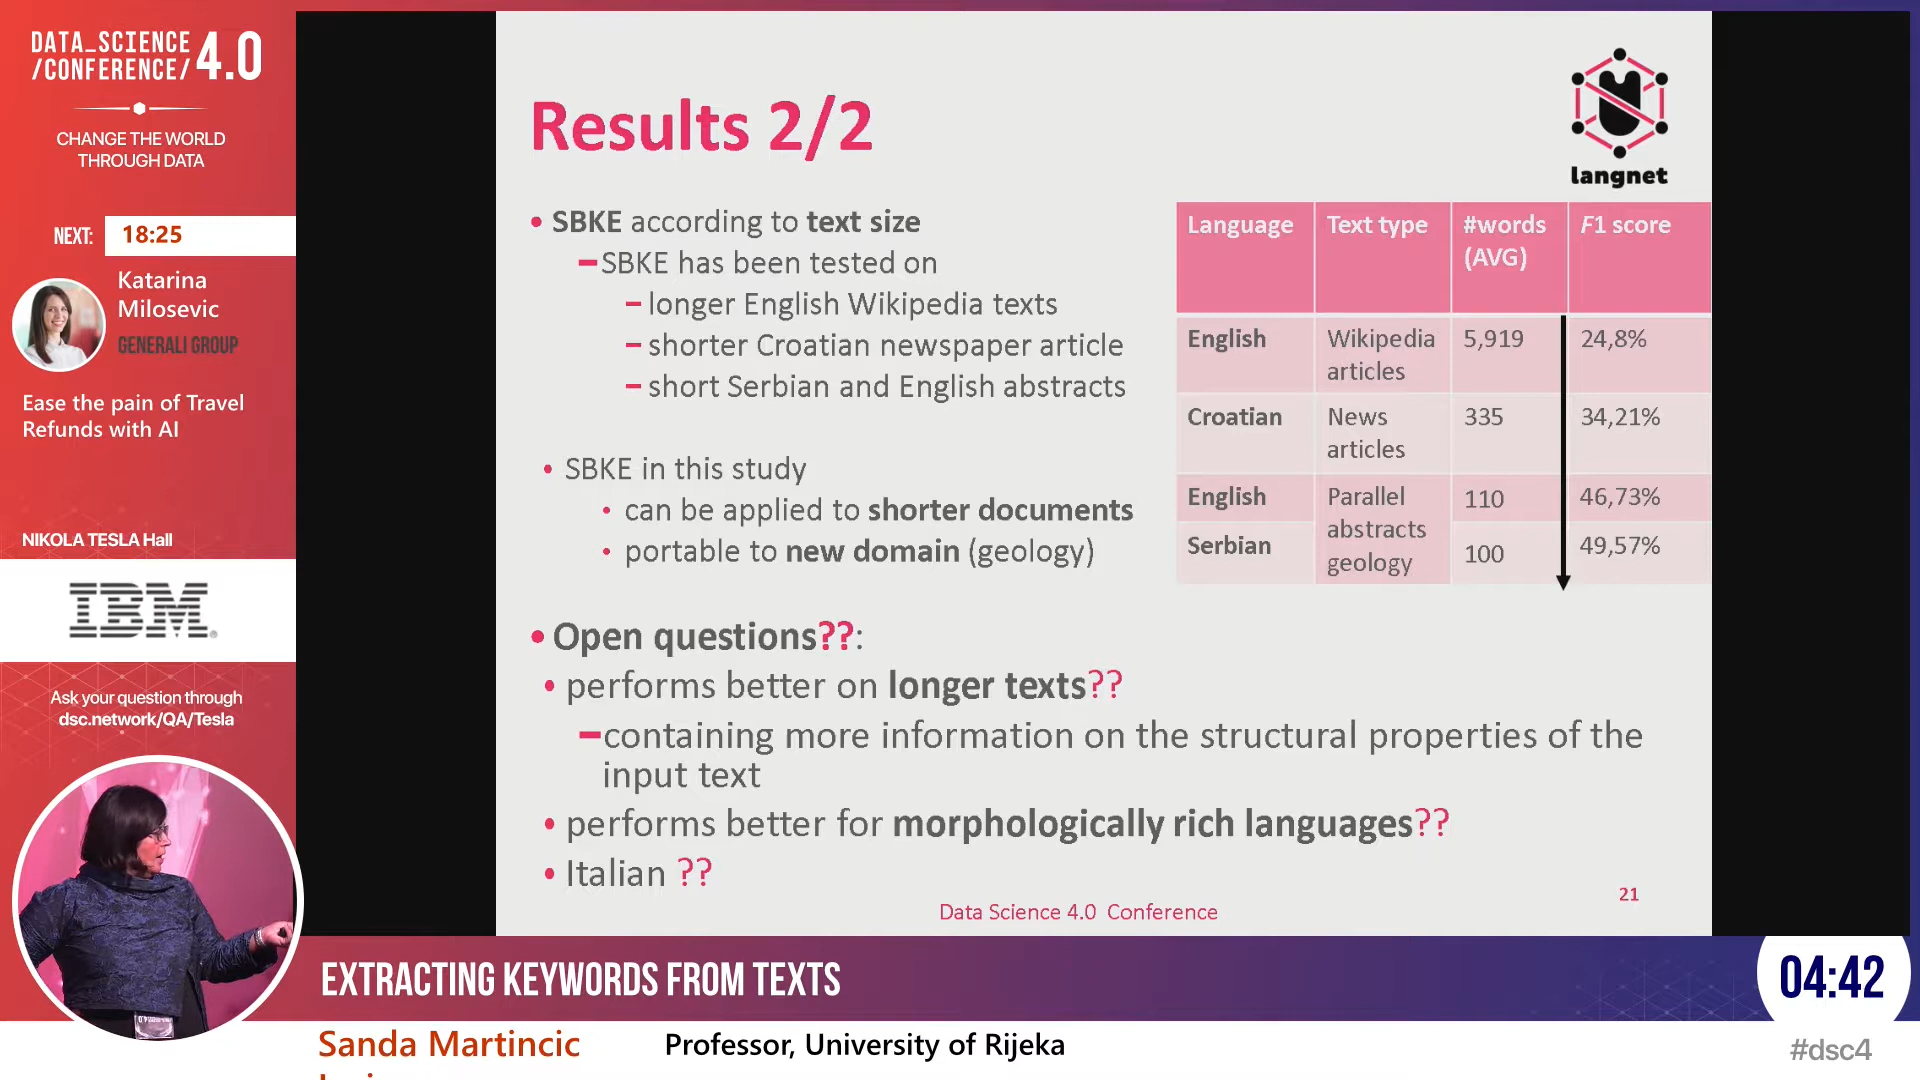 DATA_SCIENCE
/CONFERENCE/ 4.0
CHANGE THE WORLD
THROUGH DATA
NEXT: 18:25
Katarina
Milosevic
GENERALI GROUP
Ease the pain of Travel
Refunds with AI
NIKOLA TESLA Hall
IBM®
Ask your question through
dsc.network/QA/Tesla
Results 2/2
langnet
• SBKE according to text size
–SBKE has been tested on
– longer English Wikipedia texts
– shorter Croatian newspaper article
– short Serbian and English abstracts
• SBKE in this study
• can be applied to shorter documents
• portable to new domain (geology)
• Open questions??:
• performs better on longer texts??
–containing more information on the structural properties of the
input text
• performs better for morphologically rich languages??
• Italian ??
Language Text type #words F1 score
(AVG)
English Wikipedia 5,919 24,8%
articles
Croatian News 335 34,21%
articles
English Parallel 110 46,73%
abstracts
Serbian geology 100 49,57%
21
Data Science 4.0 Conference
EXTRACTING KEYWORDS FROM TEXTS
04:42
Sanda Martincic
Professor, University of Rijeka
#dsc4